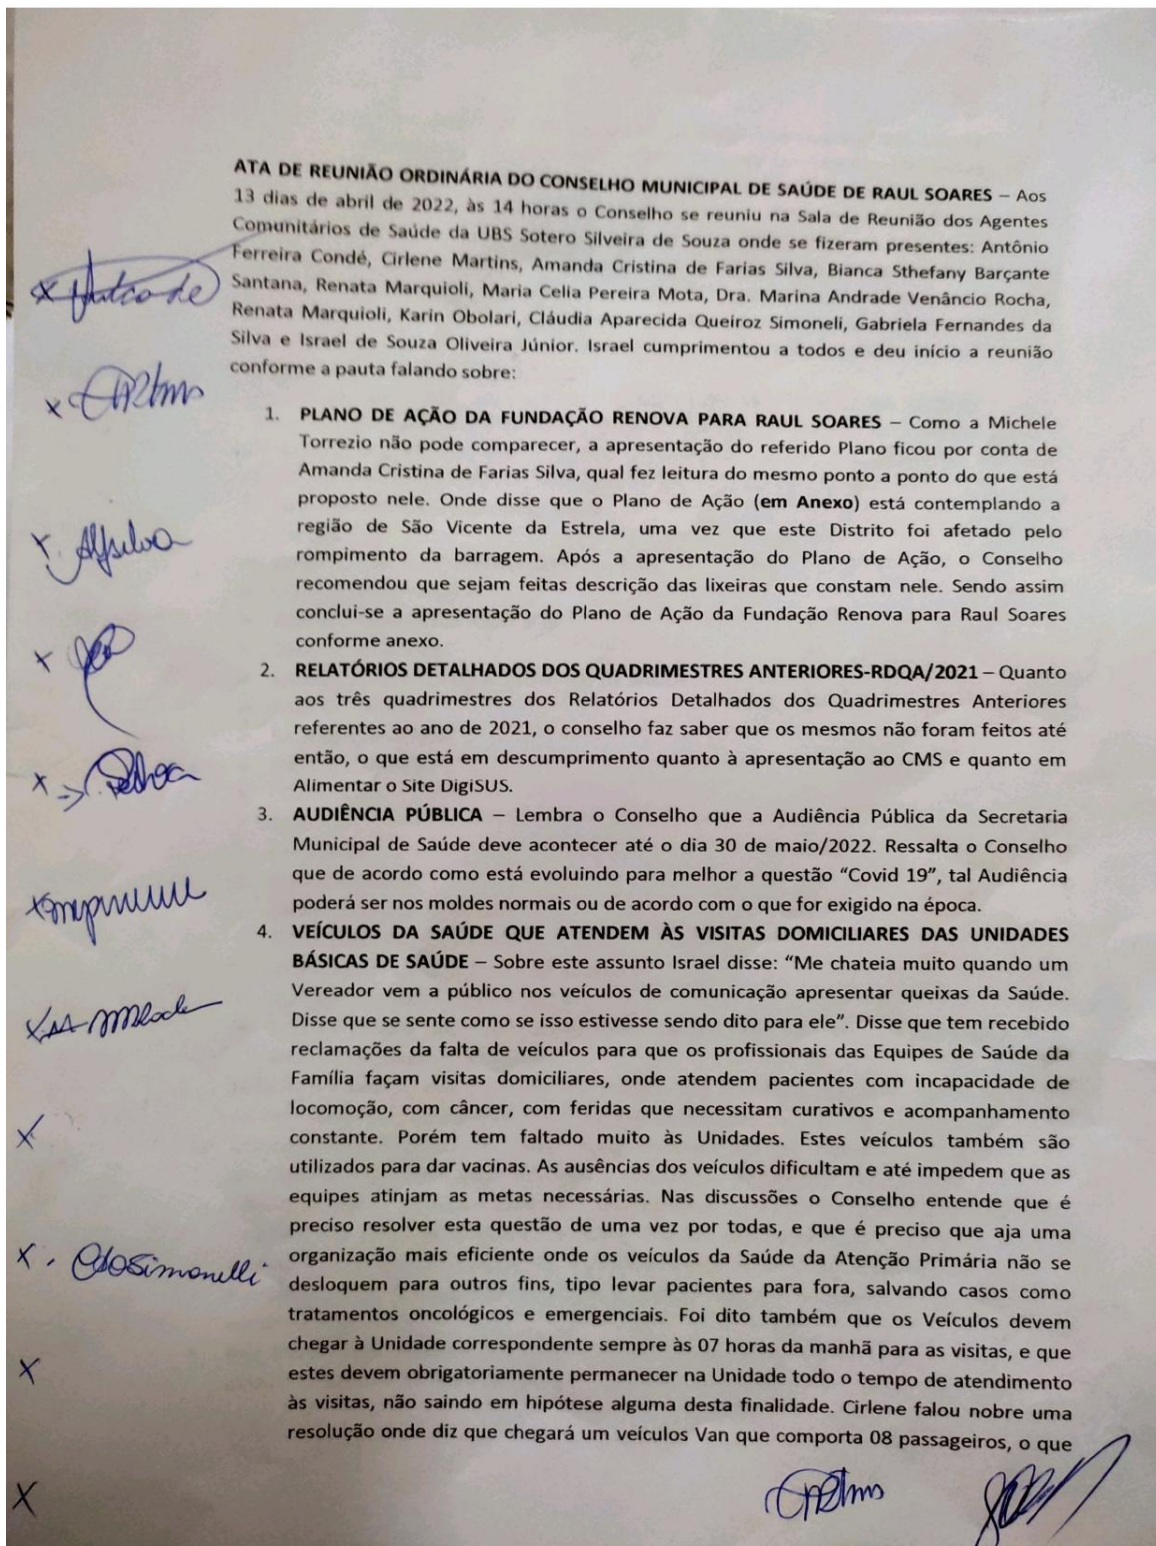 ATA DE REUNIÃO ORDINÁRIA DO CONSELHO MUNICIPAL DE SAÚDE DE RAUL SOARES – Aos
13 dias de abril de 2022, às 14 horas o Conselho se reuniu na Sala de Reunião dos Agentes
Comunitários de Saúde da UBS Sotero Silveira de Souza onde se fizeram presentes: Antônio
Ferreira Condé, Cirlene Martins, Amanda Cristina de Farias Silva, Bianca Sthefany Barçante
Santana, Renata Marquioli, Maria Celia Pereira Mota, Dra. Marina Andrade Venâncio Rocha,
Renata Marquioli, Karin Obolari, Cláudia Aparecida Queiroz Simoneli, Gabriela Fernandes da
Silva e Israel de Souza Oliveira Júnior. Israel cumprimentou a todos e deu início a reunião
conforme a pauta falando sobre:
1. PLANO DE AÇÃO DA FUNDAÇÃO RENOVA PARA RAUL SOARES – Como a Michele
Torrezio não pode comparecer, a apresentação do referido Plano ficou por conta de
Amanda Cristina de Farias Silva, qual fez leitura do mesmo ponto a ponto do que está
proposto nele. Onde disse que o Plano de Ação (em Anexo) está contemplando a
região de São Vicente da Estrela, uma vez que este Distrito foi afetado pelo
rompimento da barragem. Após a apresentação do Plano de Ação, o Conselho
recomendou que sejam feitas descrição das lixeiras que constam nele. Sendo assim
conclui-se a apresentação do Plano de Ação da Fundação Renova para Raul Soares
conforme anexo.
2. RELATÓRIOS DETALHADOS DOS QUADRIMESTRES ANTERIORES-RDQA/2021 – Quanto
aos três quadrimestres dos Relatórios Detalhados dos Quadrimestres Anteriores
referentes ao ano de 2021, o conselho faz saber que os mesmos não foram feitos até
então, o que está em descumprimento quanto à apresentação ao CMS e quanto em
Alimentar o Site DigiSUS.
3. AUDIÊNCIA PÚBLICA – Lembra o Conselho que a Audiência Pública da Secretaria
Municipal de Saúde deve acontecer até o dia 30 de maio/2022. Ressalta o Conselho
que de acordo como está evoluindo para melhor a questão “Covid 19”, tal Audiência
poderá ser nos moldes normais ou de acordo com o que for exigido na época.
4. VEÍCULOS DA SAÚDE QUE ATENDEM ÀS VISITAS DOMICILIARES DAS UNIDADES
BÁSICAS DE SAÚDE – Sobre este assunto Israel disse: “Me chateia muito quando um
Vereador vem a público nos veículos de comunicação apresentar queixas da Saúde.
Disse que se sente como se isso estivesse sendo dito para ele”. Disse que tem recebido
reclamações da falta de veículos para que os profissionais das Equipes de Saúde da
Família façam visitas domiciliares, onde atendem pacientes com incapacidade de
locomoção, com câncer, com feridas que necessitam curativos e acompanhamento
constante. Porém tem faltado muito às Unidades. Estes veículos também são
utilizados para dar vacinas. As ausências dos veículos dificultam e até impedem que as
equipes atinjam as metas necessárias. Nas discussões o Conselho entende que é
preciso resolver esta questão de uma vez por todas, e que é preciso que aja uma
organização mais eficiente onde os veículos da Saúde da Atenção Primária não se
desloquem para outros fins, tipo levar pacientes para fora, salvando casos como
tratamentos oncológicos e emergenciais. Foi dito também que os Veículos devem
chegar à Unidade correspondente sempre às 07 horas da manhã para as visitas, e que
estes devem obrigatoriamente permanecer na Unidade todo o tempo de atendimento
às visitas, não saindo em hipótese alguma desta finalidade. Cirlene falou nobre uma
resolução onde diz que chegará um veículos Van que comporta 08 passageiros, o que